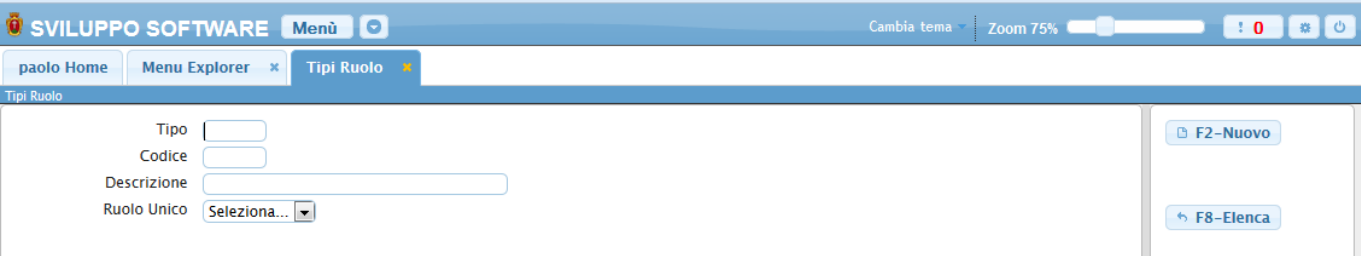 SVILUPPO SOFTWARE Menù Cambia tema Zoom 75% ! 0
paolo Home Menu Explorer × Tipi Ruolo ×
Tipi Ruolo
Tipo
Codice
Descrizione
Ruolo Unico Seleziona...
F2-Nuovo
F8-Elenca